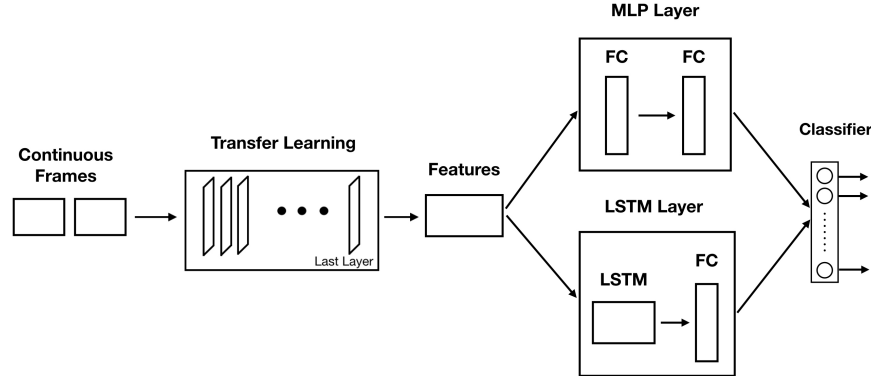 MLP Layer
FC FC
Classifier
Transfer Learning
Continuous
Frames
Features
Last Layer
LSTM Layer
FC
LSTM